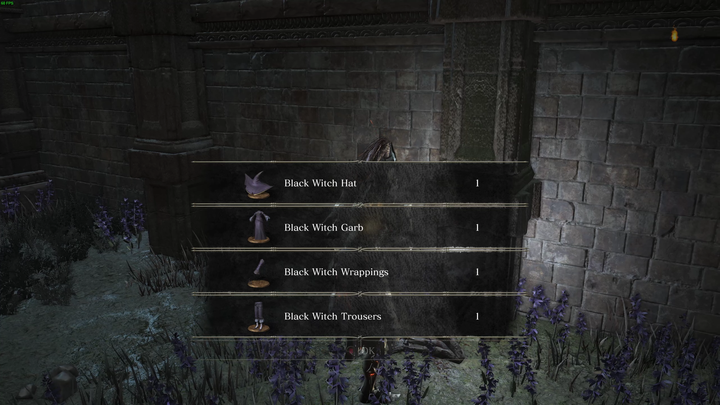 Black Witch Hat 1
Black Witch Garb 1
Black Witch Wrappings 1
Black Witch Trousers 1